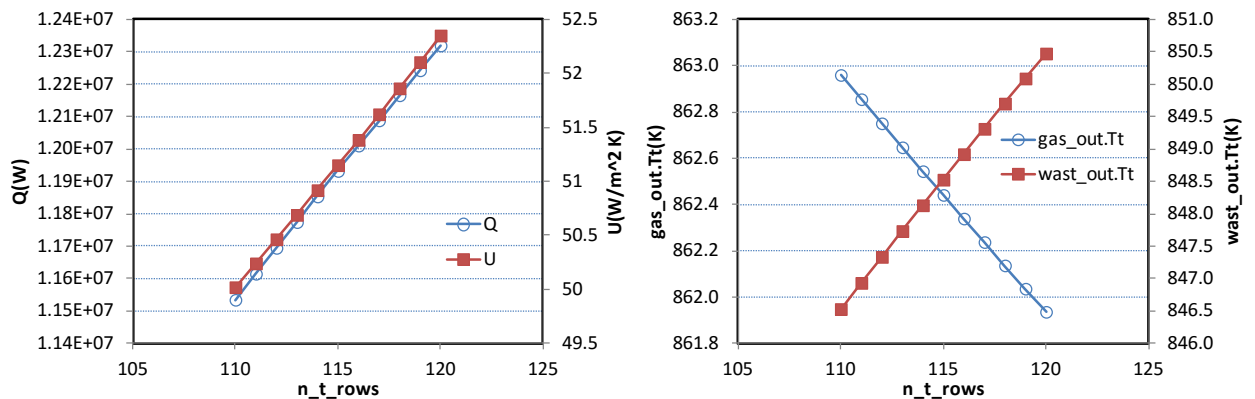 Q(W)
1.24E+07
1.23E+07
1.22E+07
1.21E+07
1.20E+07
1.19E+07
1.18E+07
1.17E+07
1.16E+07
1.15E+07
1.14E+07
105
110
115
120
125
n_t_rows
52.5
52
51.5
51
50.5
50
49.5
U(W/m^2 K)
Q
U
gas_out.Tt(K)
863.2
863.0
862.8
862.6
862.4
862.2
862.0
861.8
105
110
115
120
125
n_t_rows
851.0
850.5
850.0
849.5
849.0
848.5
848.0
847.5
847.0
846.5
846.0
wast_out.Tt(K)
gas_out.Tt
wast_out.Tt